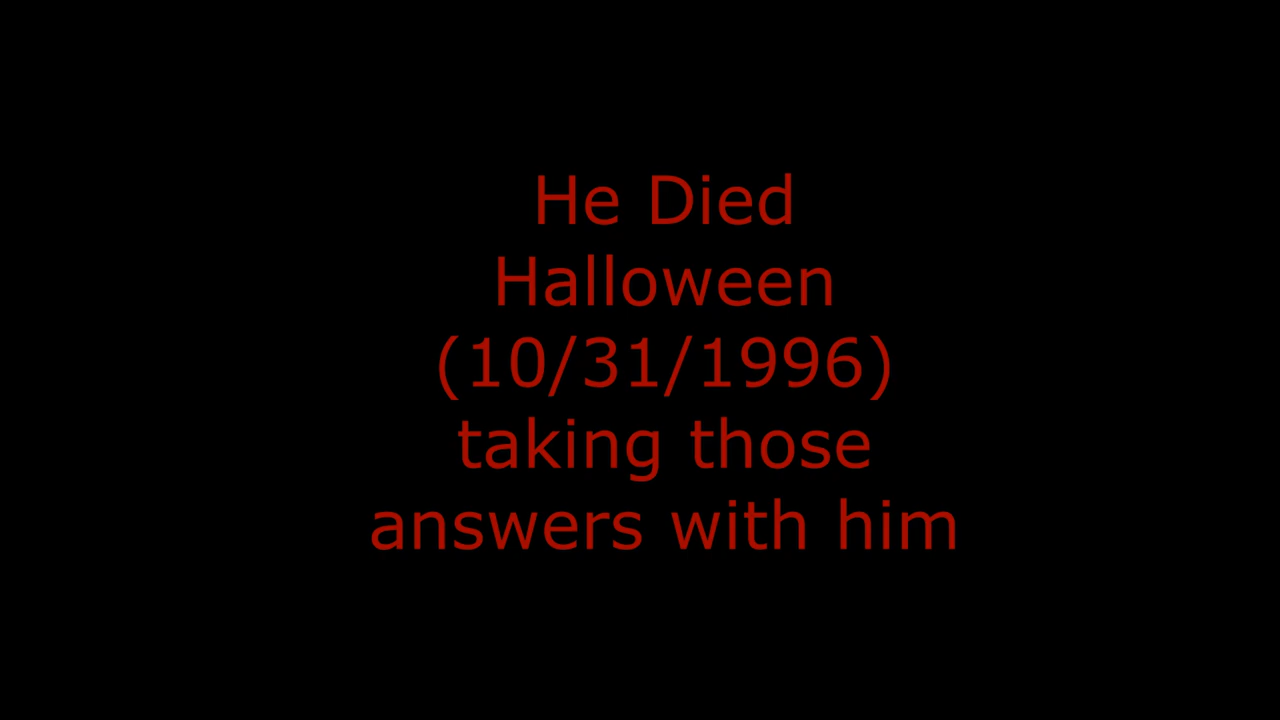 He Died
Halloween
(10/31/1996)
taking those
answers with him